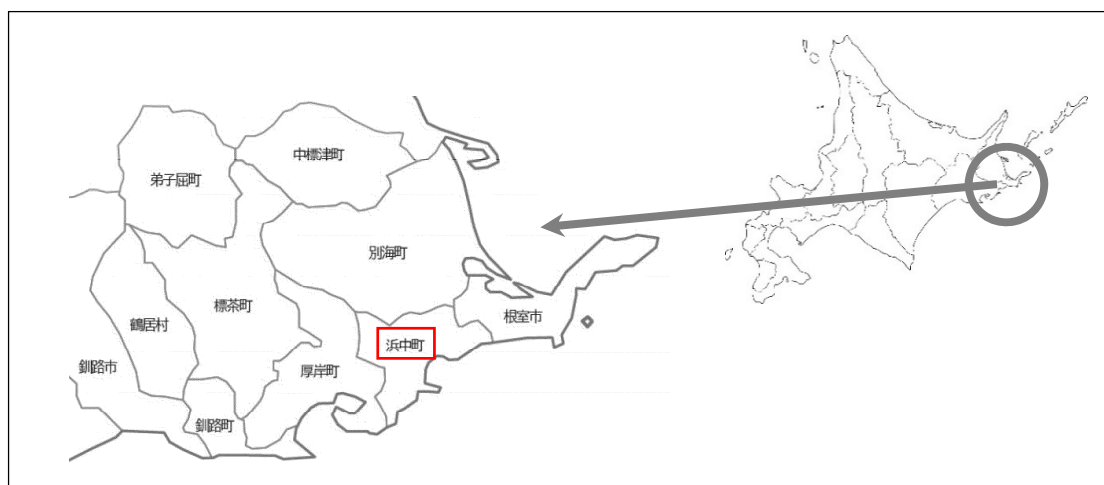 中標津町
弟子屈町
別海町
標茶町
鶴居村
根室市
浜中町
釧路市
厚岸町
釧路町